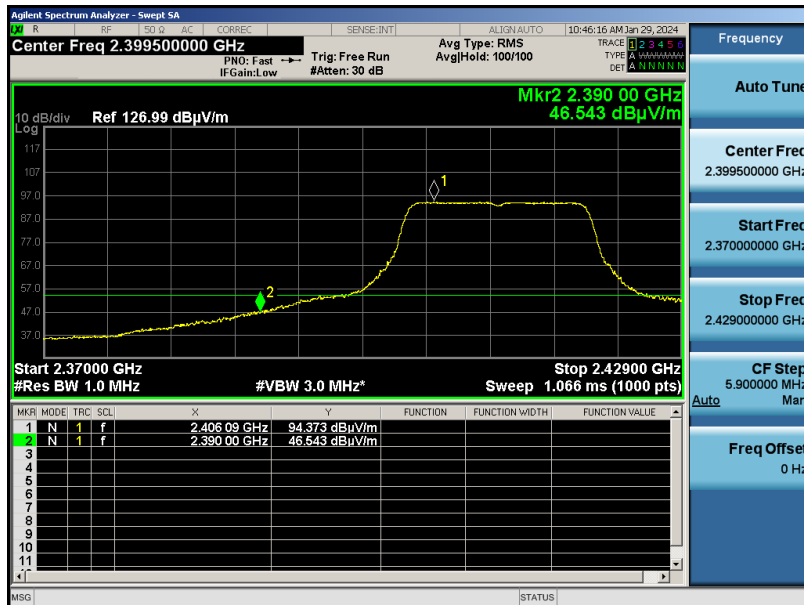 Agilent Spectrum Analyzer - Swept SA
LXI R RF 50 Ω AC CORREC SENSE:INT ALIGN AUTO 10:46:16 AM Jan 29, 2024
Center Freq 2.399500000 GHz
PNO: Fast
IFGain:Low
Trig: Free Run
#Atten: 30 dB
Avg Type: RMS
Avg|Hold: 100/100
TRACE 1 2 3 4 5 6
TYPE A WWWWW
DET A N N N N N
Mkr2 2.390 00 GHz
46.543 dBµV/m
10 dB/div Ref 126.99 dBµV/m
Log
117
107
97.0
87.0
77.0
67.0
57.0
47.0
37.0
1
2
Start 2.37000 GHz Stop 2.42900 GHz
#Res BW 1.0 MHz #VBW 3.0 MHz* Sweep 1.066 ms (1000 pts)
MKR MODE TRC SCL X Y FUNCTION FUNCTION WIDTH FUNCTION VALUE
1 N 1 f 2.406 09 GHz 94.373 dBµV/m
2 N 1 f 2.390 00 GHz 46.543 dBµV/m
3
4
5
6
7
8
9
10
11
MSG STATUS
Frequency
Auto Tune
Center Freq
2.399500000 GHz
Start Freq
2.370000000 GHz
Stop Freq
2.429000000 GHz
CF Step
5.900000 MHz
Auto Man
Freq Offset
0 Hz